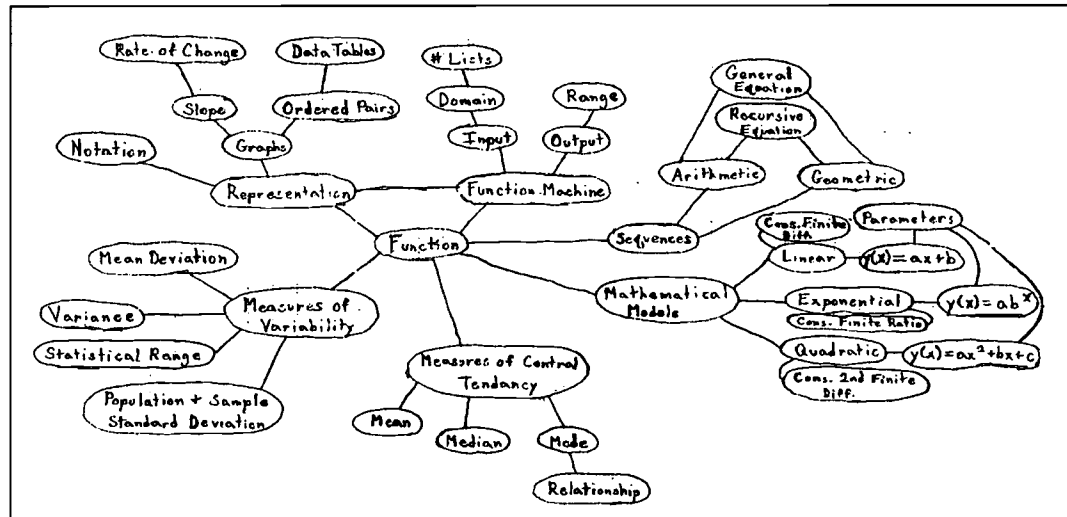 Rate of Change
Data Tables
# Lists
General
Equation
Slope
Ordered Pairs
Domain
Range
Recursive
Equation
Notation
Graphs
Input
Output
Arithmetic
Geometric
Representation
Function Machine
Function
Sequences
Cons. Finite
Diff.
Parameters
Mean Deviation
Linear
y(x) = ax + b
Measures of
Variability
Mathematical
Models
Exponential
y(x) = ab^x
Variance
Cons. Finite Ratio
Statistical Range
Measures of Central
Tendancy
Quadratic
y(x) = ax² + bx + c
Cons. 2nd Finite
Diff.
Population + Sample
Standard Deviation
Mean
Median
Mode
Relationship